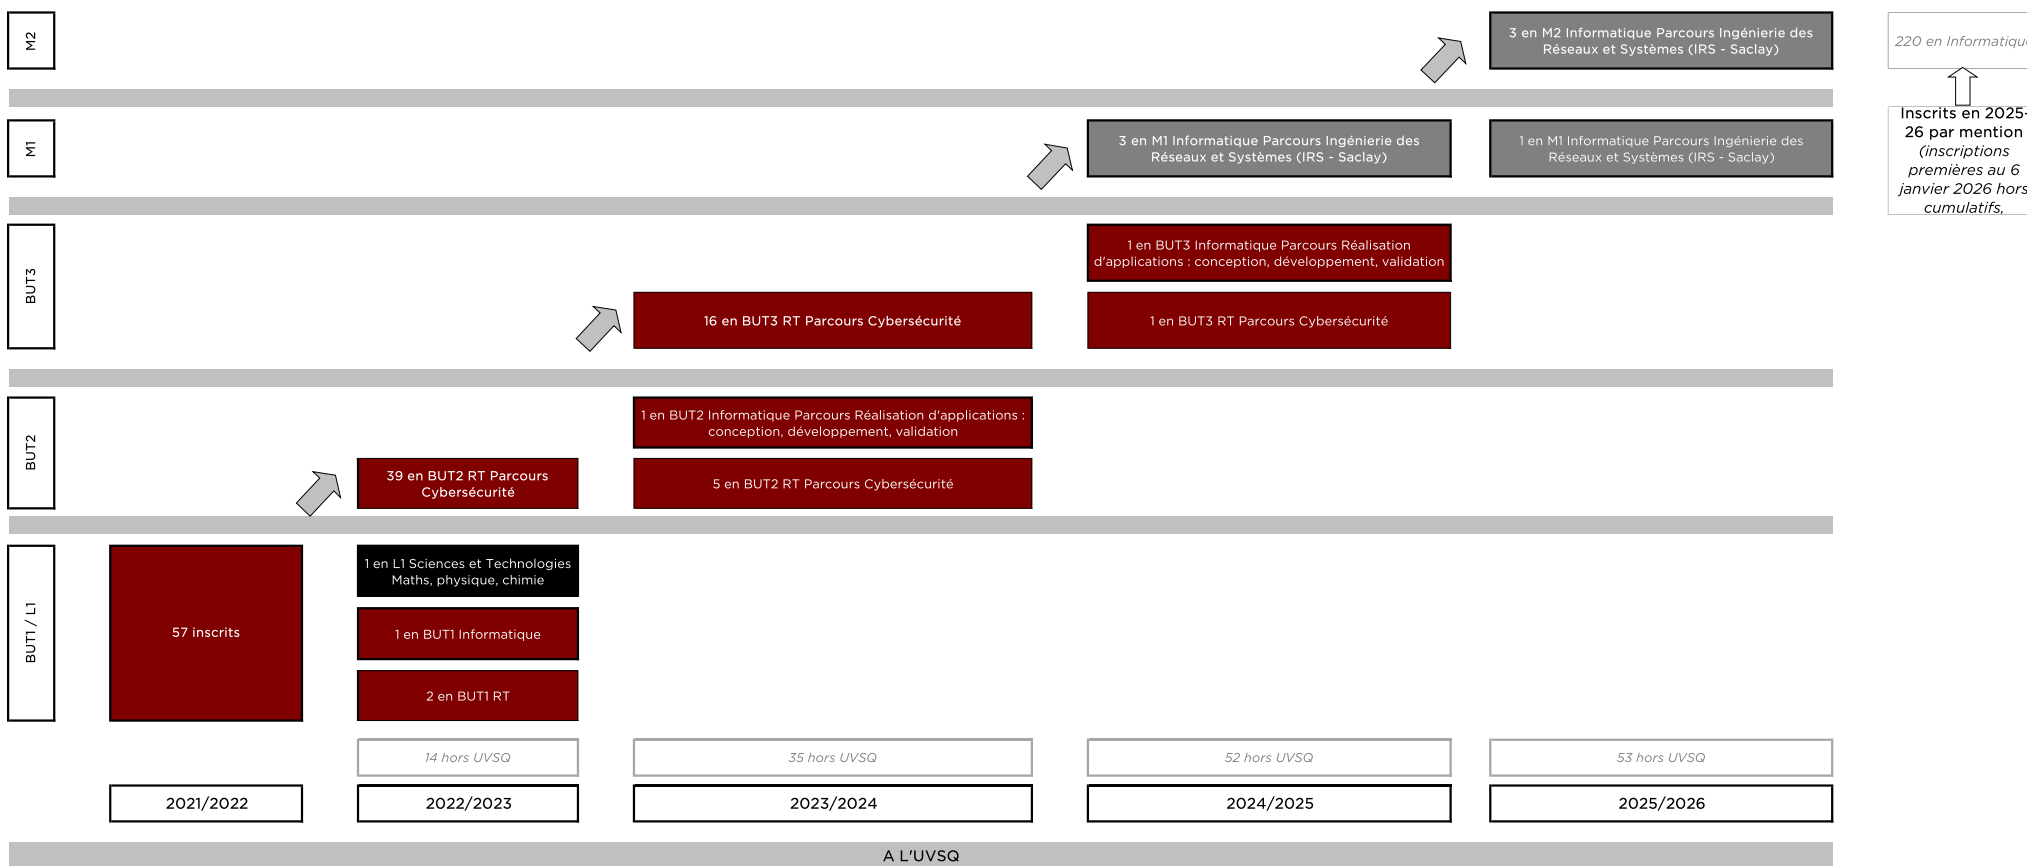 M2
3 en M2 Informatique Parcours Ingénierie des
Réseaux et Systèmes (IRS - Saclay)
220 en Informatique
M1
3 en M1 Informatique Parcours Ingénierie des
Réseaux et Systèmes (IRS - Saclay)
1 en M1 Informatique Parcours Ingénierie des
Réseaux et Systèmes (IRS - Saclay)
Inscrits en 2025-
26 par mention
(inscriptions
premières au 6
janvier 2026 hors
cumulatifs,
BUT3
1 en BUT3 Informatique Parcours Réalisation
d'applications : conception, développement, validation
16 en BUT3 RT Parcours Cybersécurité
1 en BUT3 RT Parcours Cybersécurité
BUT2
1 en BUT2 Informatique Parcours Réalisation d'applications :
conception, développement, validation
39 en BUT2 RT Parcours
Cybersécurité
5 en BUT2 RT Parcours Cybersécurité
BUT1 / L1
57 inscrits
1 en L1 Sciences et Technologies
Maths, physique, chimie
1 en BUT1 Informatique
2 en BUT1 RT
14 hors UVSQ
35 hors UVSQ
52 hors UVSQ
53 hors UVSQ
2021/2022
2022/2023
2023/2024
2024/2025
2025/2026
A L'UVSQ